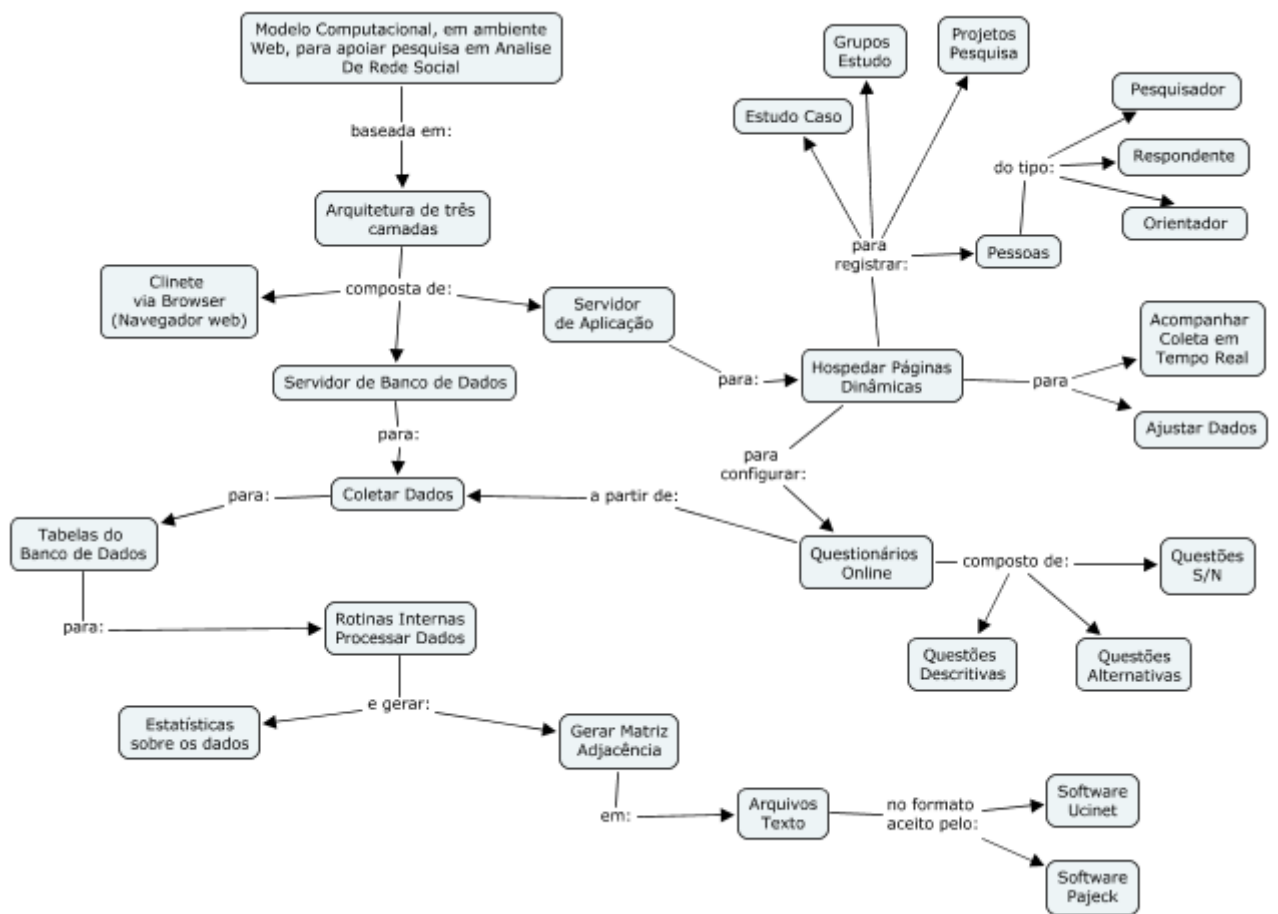 Modelo Computacional, em ambiente
Web, para apoiar pesquisa em Analise
De Rede Social
baseada em:
Arquitetura de três
camadas
composta de:
Clinete
via Browser
(Navegador web)
Servidor
de Aplicação
Servidor de Banco de Dados
para:
para:
Hospedar Páginas
Dinâmicas
para
registrar:
Estudo Caso
Grupos
Estudo
Projetos
Pesquisa
Pessoas
do tipo:
Pesquisador
Respondente
Orientador
para
Acompanhar
Coleta em
Tempo Real
Ajustar Dados
para
configurar:
Questionários
Online
composto de:
Questões
S/N
Questões
Descritivas
Questões
Alternativas
a partir de:
Coletar Dados
para:
Tabelas do
Banco de Dados
para:
Rotinas Internas
Processar Dados
e gerar:
Estatísticas
sobre os dados
Gerar Matriz
Adjacência
em:
Arquivos
Texto
no formato
aceito pelo:
Software
Ucinet
Software
Pajeck